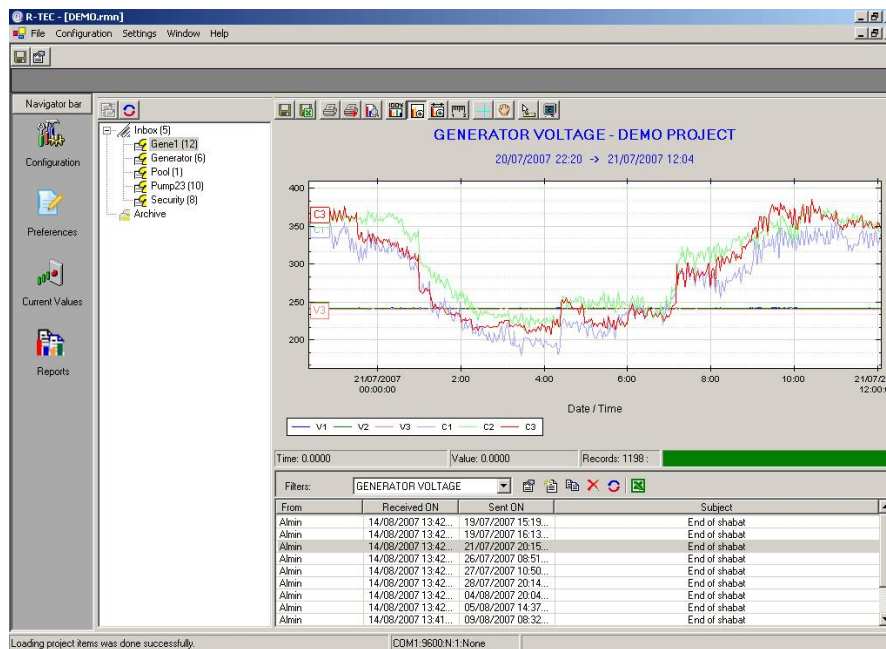 R-TEC - [DEMO.rmn]
File Configuration Settings Window Help
Navigator bar
Configuration
Preferences
Current Values
Reports
Inbox (5)
Gene1 (12)
Generator (6)
Pool (1)
Pump23 (10)
Security (8)
Archive
100%
GENERATOR VOLTAGE - DEMO PROJECT
20/07/2007 22:20 -> 21/07/2007 12:04
400
350
300
250
200
C3
C1
V3
21/07/2007 2:00 4:00 6:00 8:00 10:00 21/07/2
00:00:00 12:00:
Date / Time
V1 V2 V3 C1 C2 C3
Time: 0.0000 Value: 0.0000 Records: 1198 :
Filters: GENERATOR VOLTAGE
From Received ON Sent ON Subject
Almin 14/08/2007 13:42... 19/07/2007 15:19... End of shabat
Almin 14/08/2007 13:42... 19/07/2007 16:13... End of shabat
Almin 14/08/2007 13:42... 21/07/2007 20:15... End of shabat
Almin 14/08/2007 13:42... 26/07/2007 08:51... End of shabat
Almin 14/08/2007 13:42... 27/07/2007 10:50... End of shabat
Almin 14/08/2007 13:42... 28/07/2007 20:14... End of shabat
Almin 14/08/2007 13:42... 04/08/2007 20:04... End of shabat
Almin 14/08/2007 13:42... 05/08/2007 14:37... End of shabat
Almin 14/08/2007 13:41... 09/08/2007 08:32... End of shabat
Loading project items was done successfully. COM1:9600:N:1:None